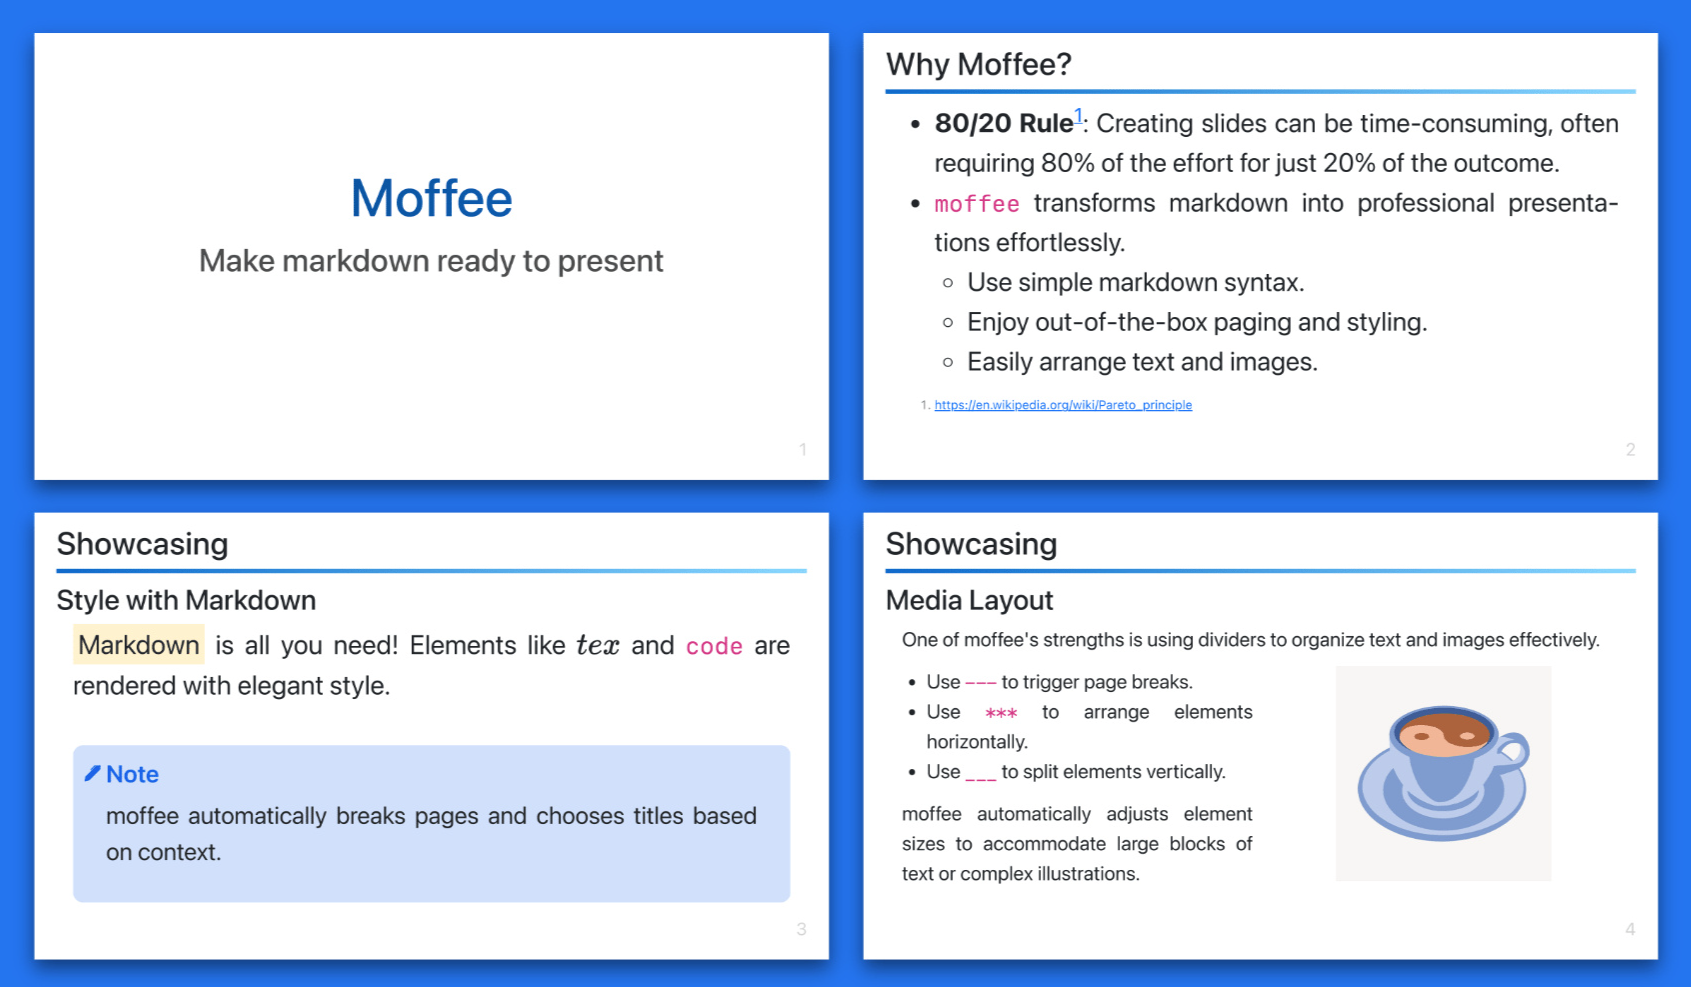 Moffee
Make markdown ready to present
1
Why Moffee?
• 80/20 Rule1: Creating slides can be time-consuming, often
requiring 80% of the effort for just 20% of the outcome.
• moffee transforms markdown into professional presenta-
tions effortlessly.
◦ Use simple markdown syntax.
◦ Enjoy out-of-the-box paging and styling.
◦ Easily arrange text and images.
1. https://en.wikipedia.org/wiki/Pareto_principle
2
Showcasing
Style with Markdown
Markdown is all you need! Elements like tex and code are
rendered with elegant style.
Note
moffee automatically breaks pages and chooses titles based
on context.
3
Showcasing
Media Layout
One of moffee's strengths is using dividers to organize text and images effectively.
• Use --- to trigger page breaks.
• Use *** to arrange elements
horizontally.
• Use ___ to split elements vertically.
moffee automatically adjusts element
sizes to accommodate large blocks of
text or complex illustrations.
4